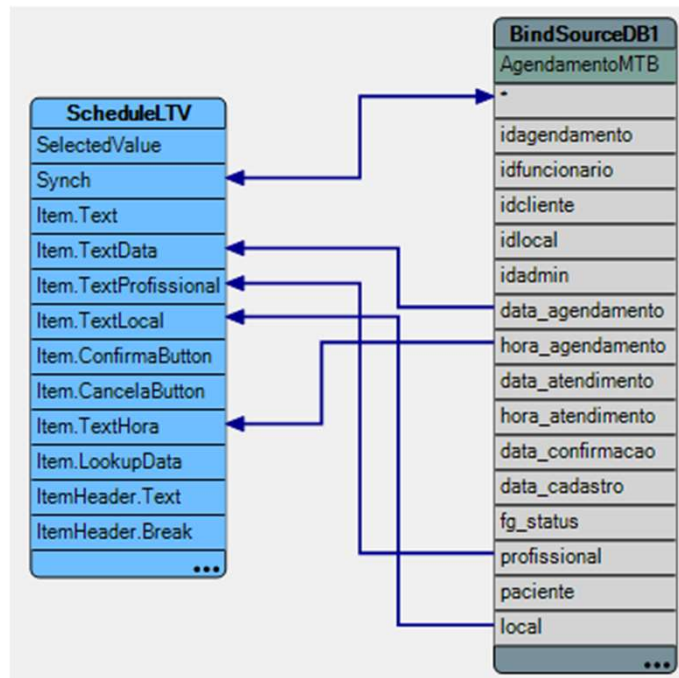 ScheduleLTV
SelectedValue
Synch
Item.Text
Item.TextData
Item.TextProfissional
Item.TextLocal
Item.ConfirmaButton
Item.CancelaButton
Item.TextHora
Item.LookupData
ItemHeader.Text
ItemHeader.Break
...
BindSourceDB1
AgendamentoMTB
*
idagendamento
idfuncionario
idcliente
idlocal
idadmin
data_agendamento
hora_agendamento
data_atendimento
hora_atendimento
data_confirmacao
data_cadastro
fg_status
profissional
paciente
local
...